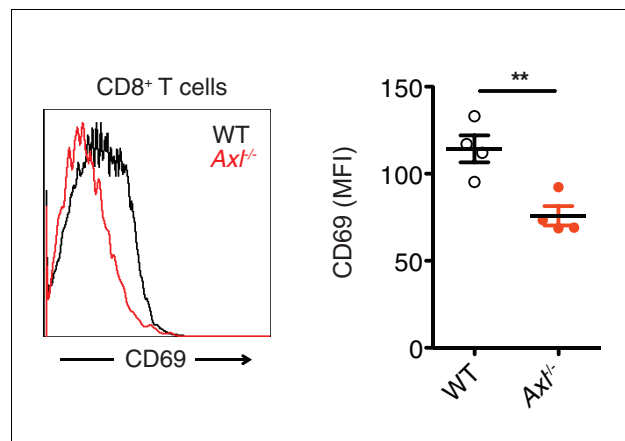 CD8⁺ T cells
WT
Axl⁻/⁻
CD69
**
150
100
50
0
CD69 (MFI)
WT
Axl⁻/⁻